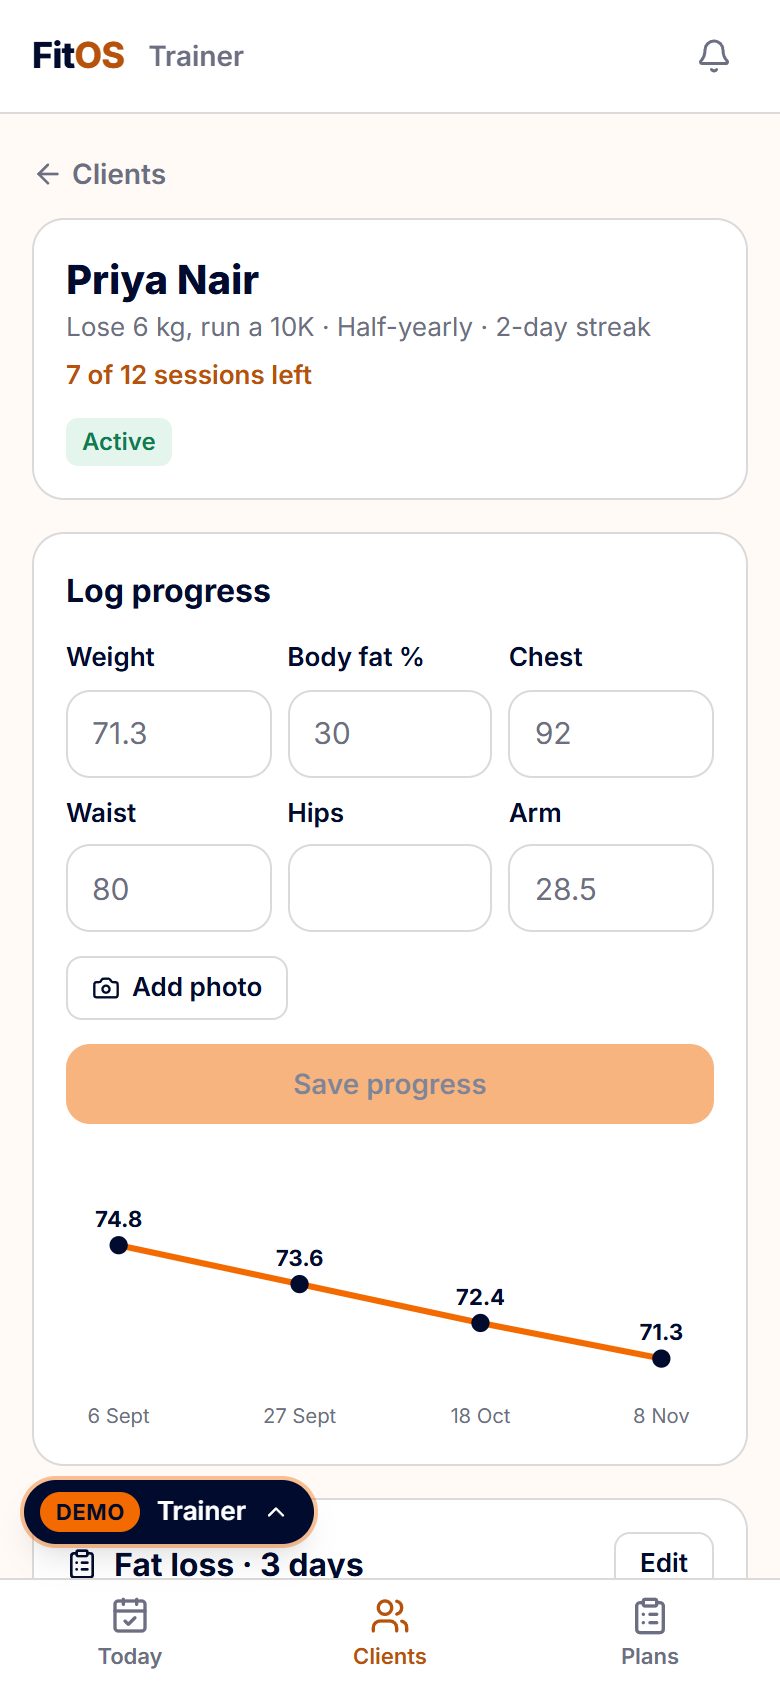 FitOS Trainer
Clients
Priya Nair
Lose 6 kg, run a 10K · Half-yearly · 2-day streak
7 of 12 sessions left
Active
Log progress
Weight Body fat % Chest
71.3 30 92
Waist Hips Arm
80 28.5
Add photo
Save progress
74.8
73.6
72.4
71.3
6 Sept 27 Sept 18 Oct 8 Nov
DEMO Trainer
Fat loss · 3 days Edit
Today Clients Plans